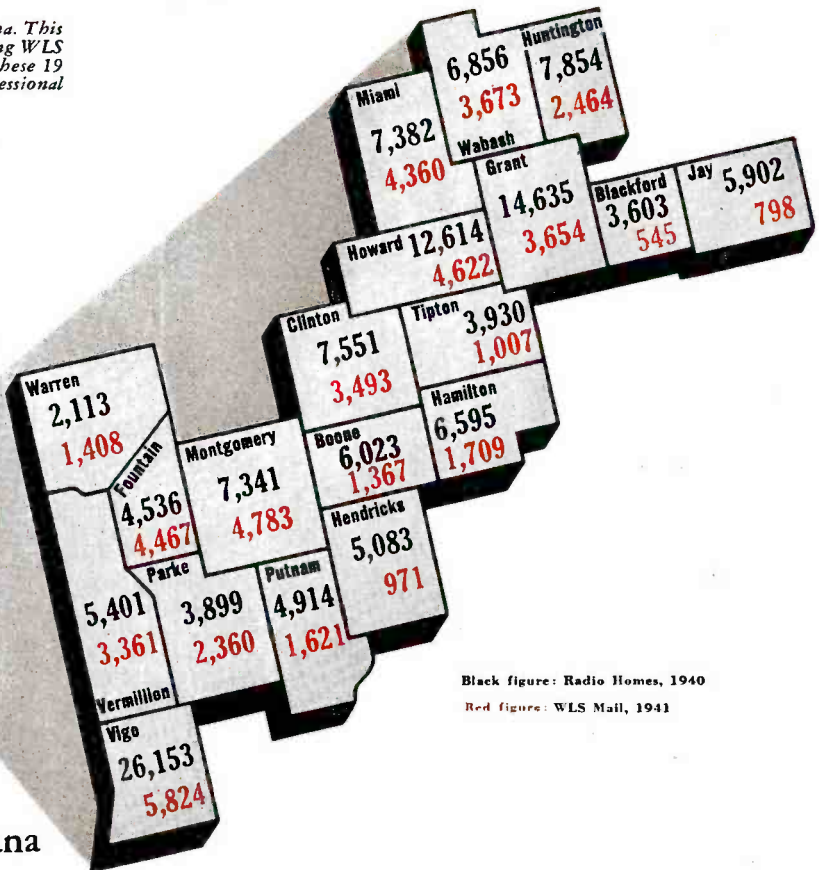 na. This
ng WLS
hese 19
essional
Huntington
7,854
2,464
6,856
3,673
Wabash
Miami
7,382
4,360
Grant
14,635
3,654
Blackford
3,603
545
Jay 5,902
798
Howard 12,614
4,622
Clinton
7,551
3,493
Tipton
3,930
1,007
Hamilton
6,595
1,709
Boone
6,023
1,367
Warren
2,113
1,408
Fountain
4,536
4,467
Montgomery
7,341
4,783
Hendricks
5,083
971
Parke
3,899
2,360
Putnam
4,914
1,621
5,401
3,361
Vermillion
Vigo
26,153
5,824
Black figure: Radio Homes, 1940
Red figure: WLS Mail, 1941
ana